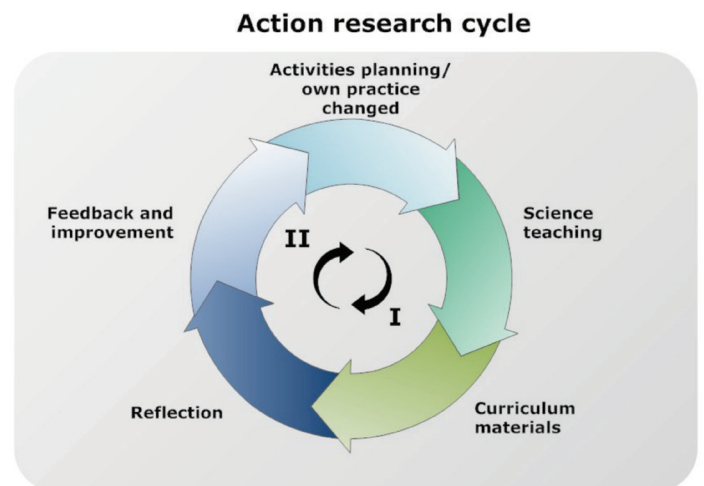 Action research cycle
Activities planning/
own practice
changed
Feedback and
improvement
Science
teaching
II
I
Reflection
Curriculum
materials